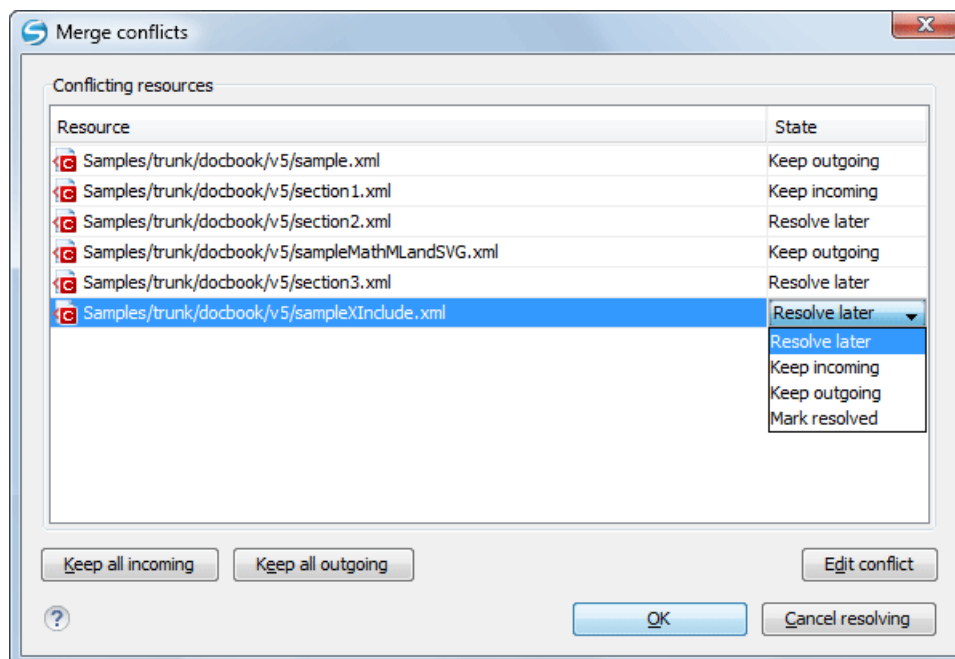 Merge conflicts
Conflicting resources
Resource State
Samples/trunk/docbook/v5/sample.xml Keep outgoing
Samples/trunk/docbook/v5/section1.xml Keep incoming
Samples/trunk/docbook/v5/section2.xml Resolve later
Samples/trunk/docbook/v5/sampleMathMLandSVG.xml Keep outgoing
Samples/trunk/docbook/v5/section3.xml Resolve later
Samples/trunk/docbook/v5/sampleXInclude.xml Resolve later
Resolve later
Keep incoming
Keep outgoing
Mark resolved
Keep all incoming Keep all outgoing Edit conflict
? OK Cancel resolving